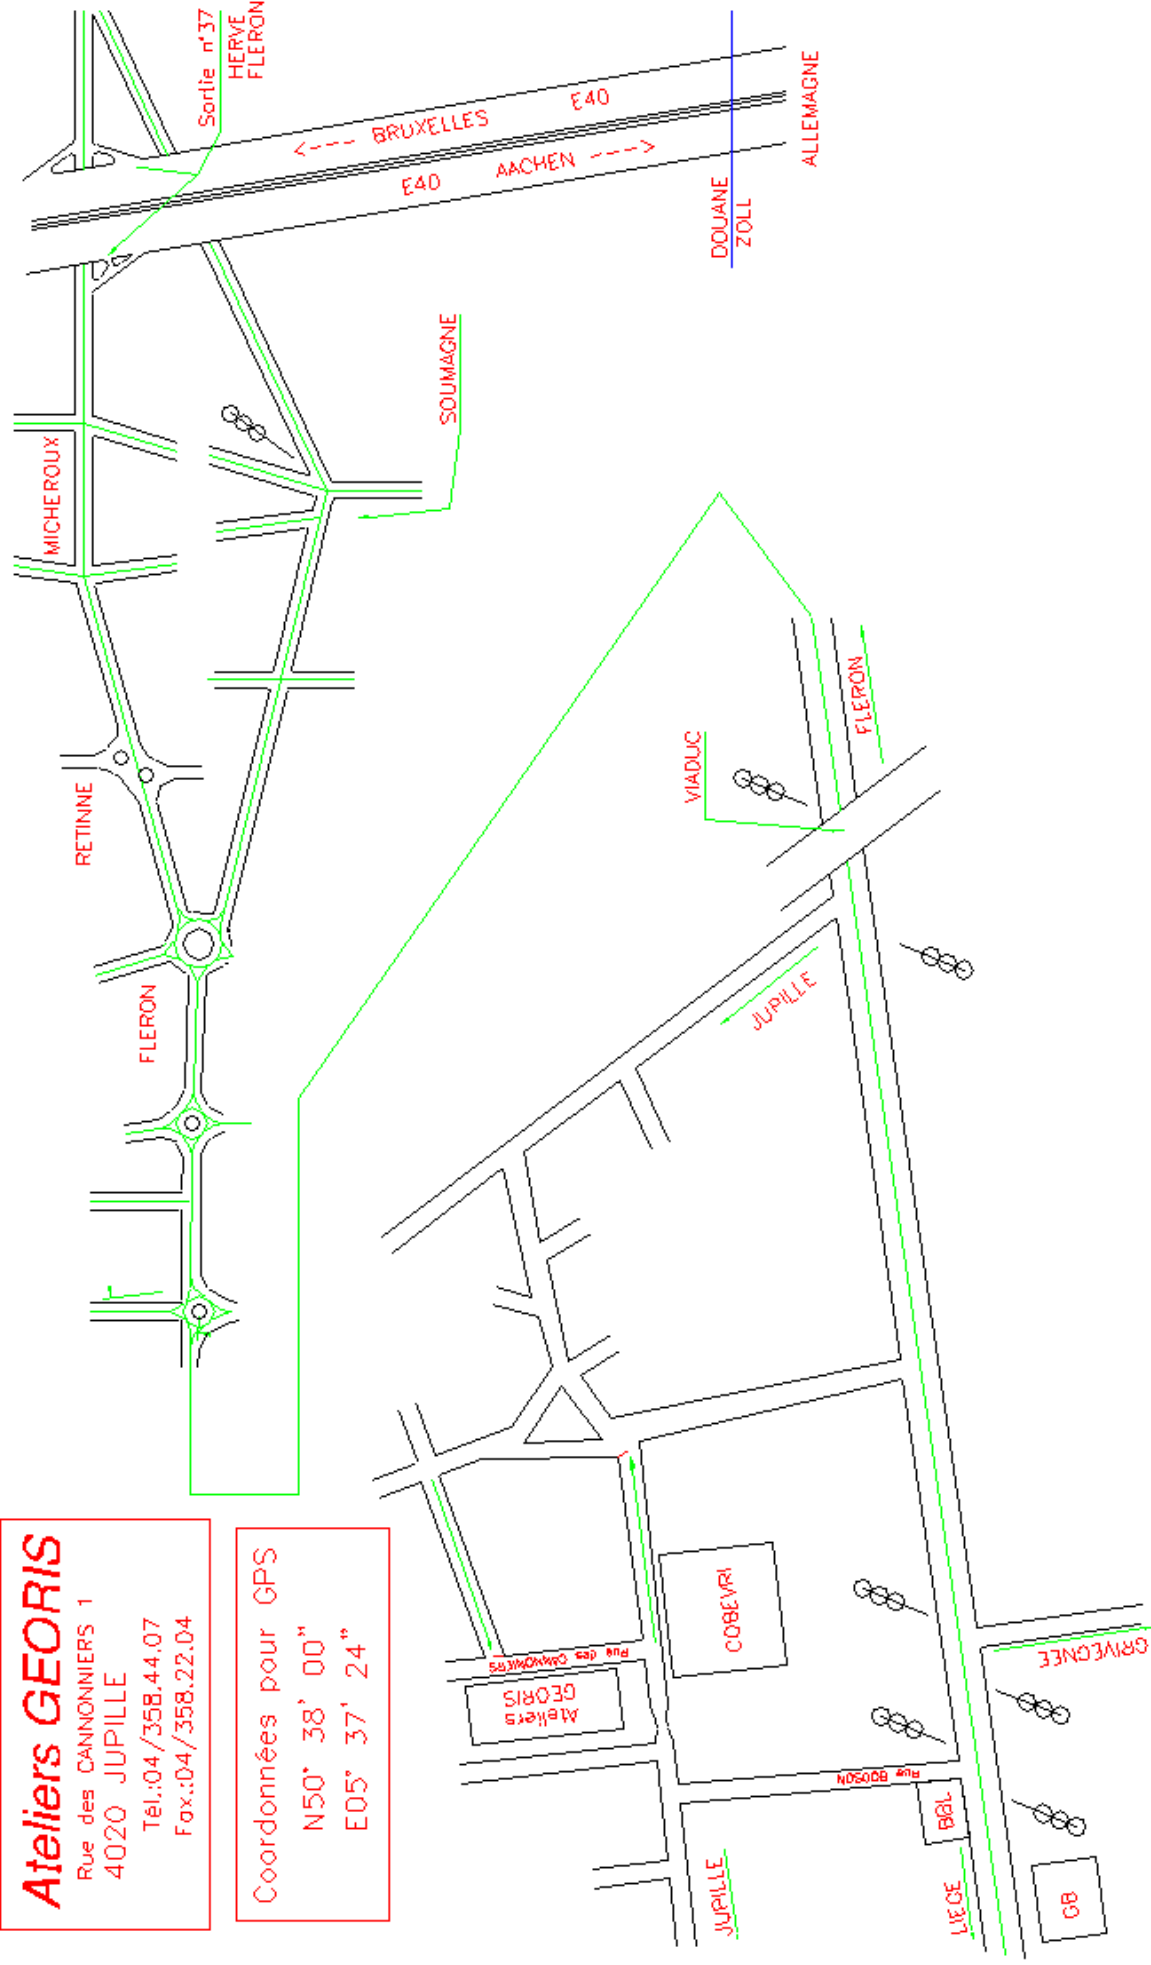 Ateliers GEORIS
Rue des CANNONNIERS 1
4020 JUPILLE
Tél.:04/358.44.07
Fax.:04/358.22.04
Coordonnées pour GPS
N50° 38' 00"
E05° 37' 24"
Sortie n°37
HERVE
FLERON
<--- BRUXELLES
E40
E40
AACHEN --->
ALLEMAGNE
DOUANE
ZOLL
MICHEROUX
SOUMAGNE
RETINNE
FLERON
VIADUC
FLERON
JUPILLE
Rue des CANNONIERS
Ateliers
GEORIS
COBEVRI
GRIVEGNEE
Rue BODSON
BBL
JUPILLE
LIEGE
GB